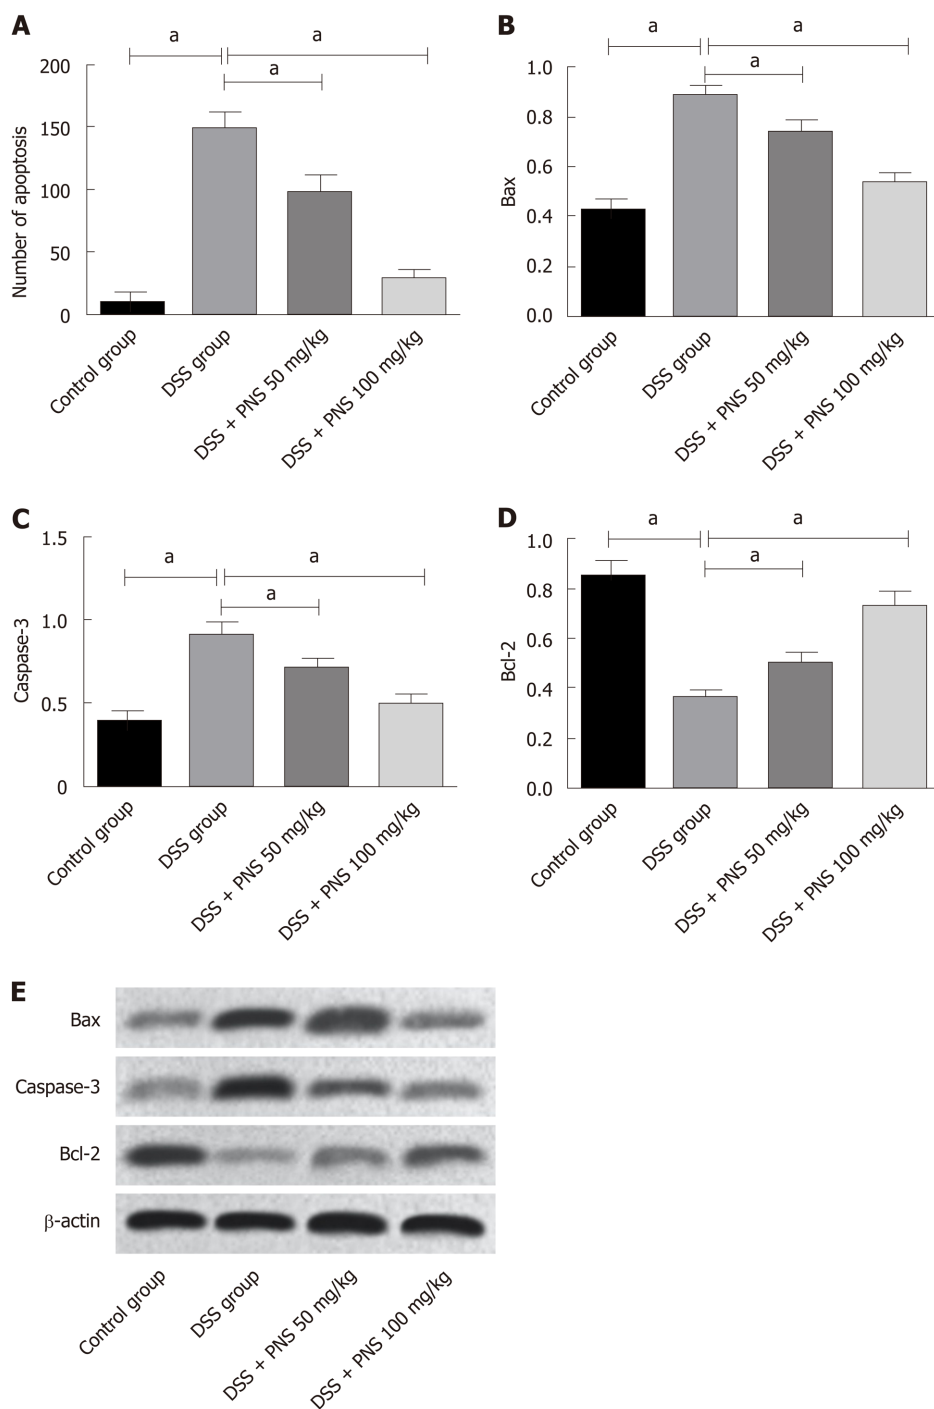 A
a
a
a
Number of apoptosis
200
150
100
50
0
Control group
DSS group
DSS + PNS 50 mg/kg
DSS + PNS 100 mg/kg
B
a
a
a
Bax
1.0
0.8
0.6
0.4
0.2
0.0
Control group
DSS group
DSS + PNS 50 mg/kg
DSS + PNS 100 mg/kg
C
a
a
a
Caspase-3
1.5
1.0
0.5
0
Control group
DSS group
DSS + PNS 50 mg/kg
DSS + PNS 100 mg/kg
D
a
a
a
Bcl-2
1.0
0.8
0.6
0.4
0.2
0.0
Control group
DSS group
DSS + PNS 50 mg/kg
DSS + PNS 100 mg/kg
E
Bax
Caspase-3
Bcl-2
β-actin
Control group
DSS group
DSS + PNS 50 mg/kg
DSS + PNS 100 mg/kg